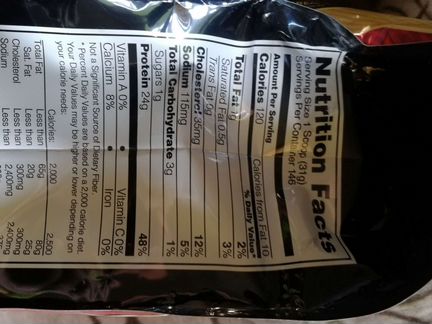 Nutrition Facts
Serving Size 1 Scoop (31g)
Servings Per Container 146
Amount Per Serving
Calories 120 Calories from Fat 10
% Daily Value*
Total Fat 1g 2%
Saturated Fat 0.5g 3%
Trans Fat 0g
Cholesterol 35mg 12%
Sodium 115mg 5%
Total Carbohydrate 3g 1%
Sugars 1g
Protein 24g 48%
Vitamin A 0% • Vitamin C 0%
Calcium 8% • Iron 0%
Not a Significant Source of Dietary Fiber
* Percent Daily Values are based on a 2,000 calorie diet.
Your Daily Values may be higher or lower depending on
your calorie needs:
Calories: 2,000 2,500
Total Fat Less than 65g 80g
Sat. Fat Less than 20g 25g
Cholesterol Less than 300mg 300mg
Sodium Less than 2,400mg 2,400mg